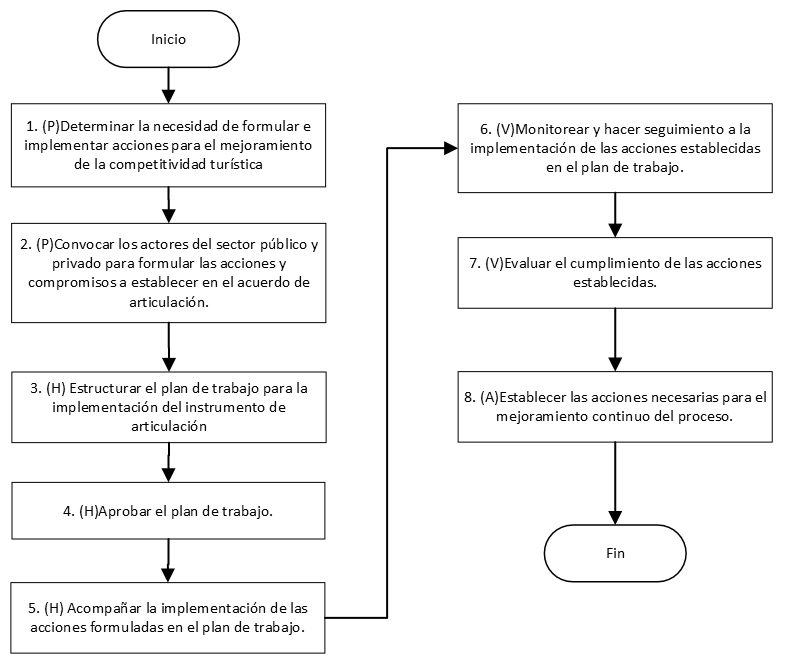 Inicio
1. (P)Determinar la necesidad de formular e
implementar acciones para el mejoramiento
de la competitividad turística
2. (P)Convocar los actores del sector público y
privado para formular las acciones y
compromisos a establecer en el acuerdo de
articulación.
3. (H) Estructurar el plan de trabajo para la
implementación del instrumento de
articulación
4. (H)Aprobar el plan de trabajo.
5. (H) Acompañar la implementación de las
acciones formuladas en el plan de trabajo.
6. (V)Monitorear y hacer seguimiento a la
implementación de las acciones establecidas
en el plan de trabajo.
7. (V)Evaluar el cumplimiento de las acciones
establecidas.
8. (A)Establecer las acciones necesarias para el
mejoramiento continuo del proceso.
Fin